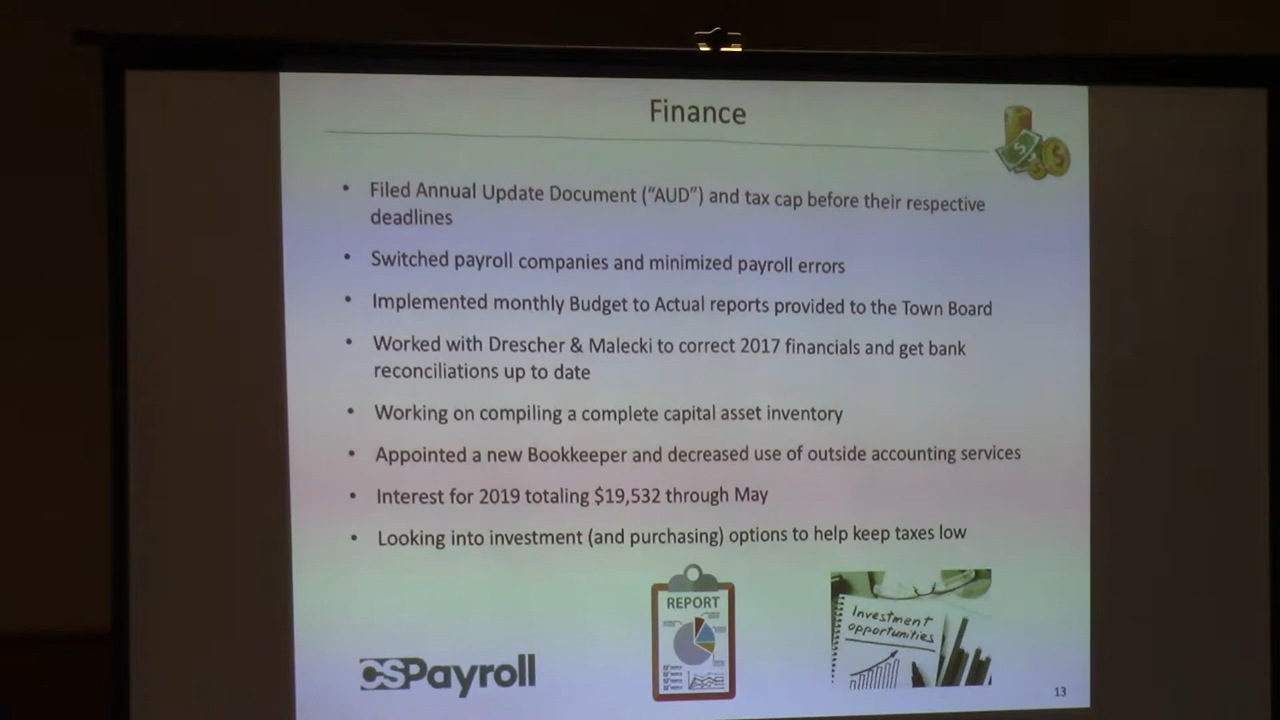 Finance
• Filed Annual Update Document (“AUD”) and tax cap before their respective
deadlines
• Switched payroll companies and minimized payroll errors
• Implemented monthly Budget to Actual reports provided to the Town Board
• Worked with Drescher & Malecki to correct 2017 financials and get bank
reconciliations up to date
• Working on compiling a complete capital asset inventory
• Appointed a new Bookkeeper and decreased use of outside accounting services
• Interest for 2019 totaling $19,532 through May
• Looking into investment (and purchasing) options to help keep taxes low
REPORT
Investment
opportunities
CSPayroll
13